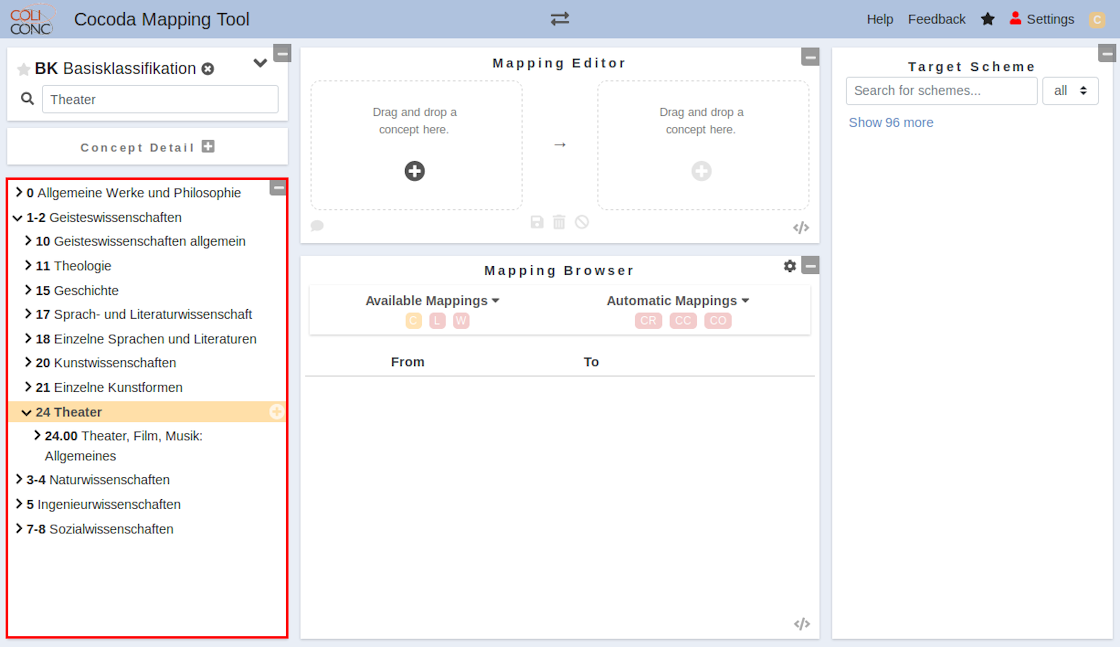 COLI
CONC
Cocoda Mapping Tool
Help
Feedback
Settings
C
BK Basisklassifikation
Theater
Concept Detail
0 Allgemeine Werke und Philosophie
1-2 Geisteswissenschaften
10 Geisteswissenschaften allgemein
11 Theologie
15 Geschichte
17 Sprach- und Literaturwissenschaft
18 Einzelne Sprachen und Literaturen
20 Kunstwissenschaften
21 Einzelne Kunstformen
24 Theater
24.00 Theater, Film, Musik:
Allgemeines
3-4 Naturwissenschaften
5 Ingenieurwissenschaften
7-8 Sozialwissenschaften
Mapping Editor
Drag and drop a
concept here.
→
Drag and drop a
concept here.
Mapping Browser
Available Mappings
C L W
Automatic Mappings
CR CC CO
From To
Target Scheme
Search for schemes...
all
Show 96 more